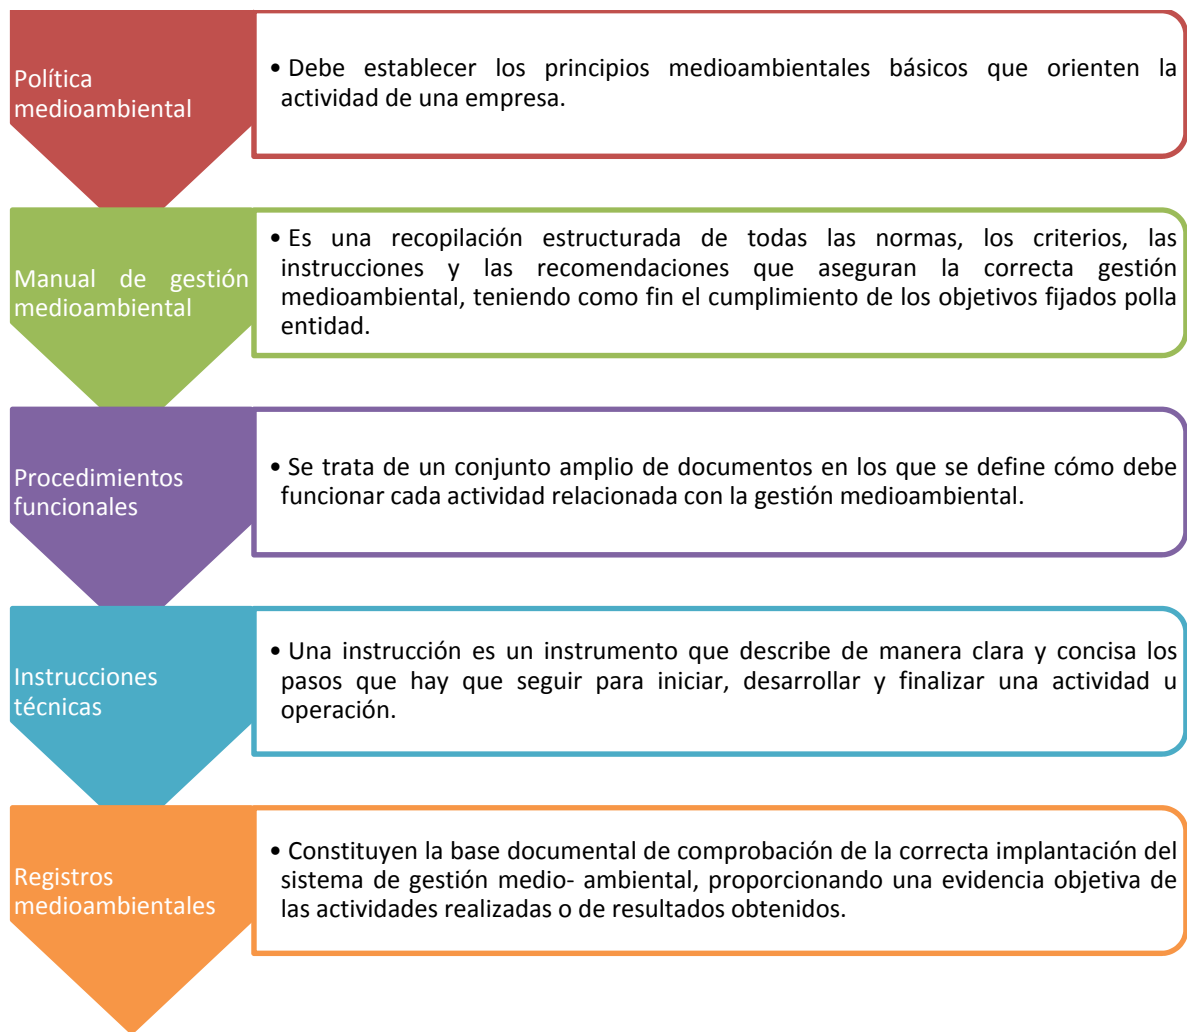 Política
medioambiental
• Debe establecer los principios medioambientales básicos que orienten la
actividad de una empresa.
Manual de gestión
medioambiental
• Es una recopilación estructurada de todas las normas, los criterios, las
instrucciones y las recomendaciones que aseguran la correcta gestión
medioambiental, teniendo como fin el cumplimiento de los objetivos fijados polla
entidad.
Procedimientos
funcionales
• Se trata de un conjunto amplio de documentos en los que se define cómo debe
funcionar cada actividad relacionada con la gestión medioambiental.
Instrucciones
técnicas
• Una instrucción es un instrumento que describe de manera clara y concisa los
pasos que hay que seguir para iniciar, desarrollar y finalizar una actividad u
operación.
Registros
medioambientales
• Constituyen la base documental de comprobación de la correcta implantación del
sistema de gestión medio- ambiental, proporcionando una evidencia objetiva de
las actividades realizadas o de resultados obtenidos.